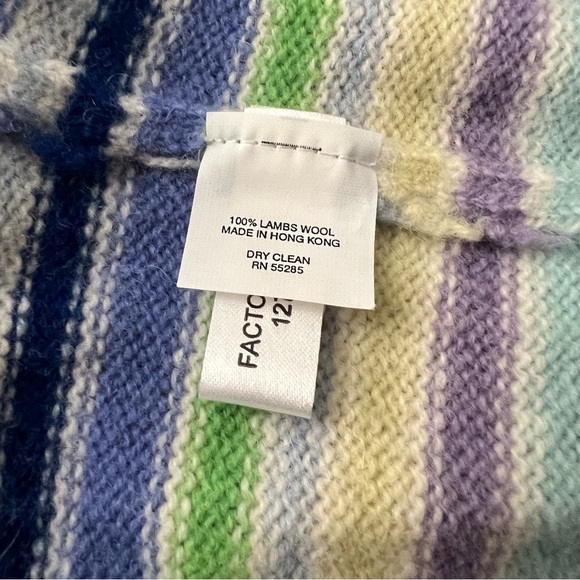 100% LAMBS WOOL
MADE IN HONG KONG
DRY CLEAN
RN 55285